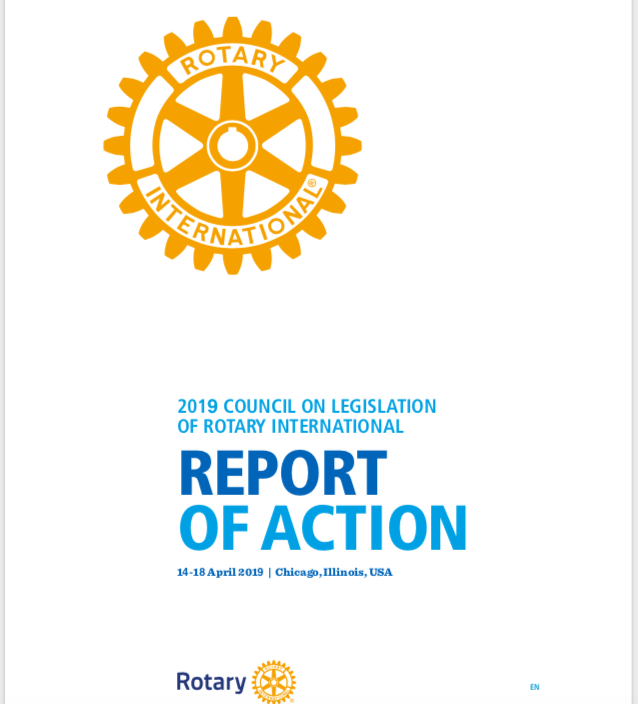 ROTARY
INTERNATIONAL®
2019 COUNCIL ON LEGISLATION
OF ROTARY INTERNATIONAL
REPORT
OF ACTION
14-18 April 2019 | Chicago, Illinois, USA
Rotary
EN